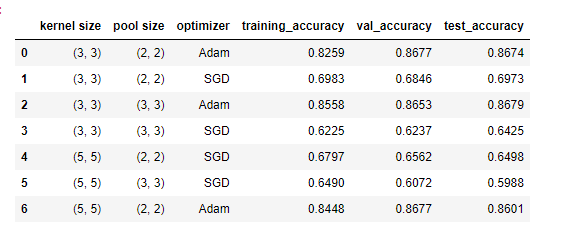 kernel size pool size optimizer training_accuracy val_accuracy test_accuracy
0 (3, 3) (2, 2) Adam 0.8259 0.8677 0.8674
1 (3, 3) (2, 2) SGD 0.6983 0.6846 0.6973
2 (3, 3) (3, 3) Adam 0.8558 0.8653 0.8679
3 (3, 3) (3, 3) SGD 0.6225 0.6237 0.6425
4 (5, 5) (2, 2) SGD 0.6797 0.6562 0.6498
5 (5, 5) (3, 3) SGD 0.6490 0.6072 0.5988
6 (5, 5) (2, 2) Adam 0.8448 0.8677 0.8601